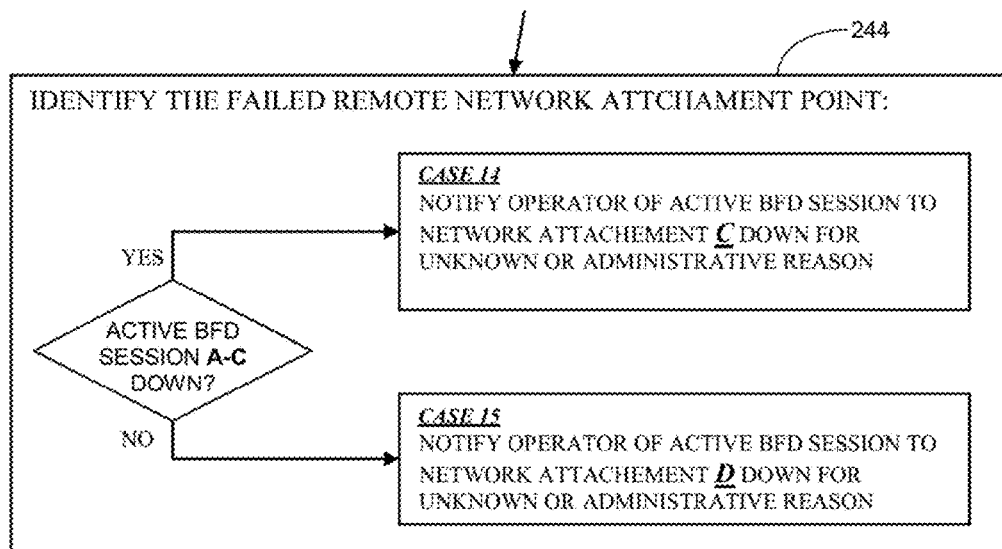 244
IDENTIFY THE FAILED REMOTE NETWORK ATTCHAMENT POINT:
CASE 14
NOTIFY OPERATOR OF ACTIVE BFD SESSION TO
NETWORK ATTACHEMENT C DOWN FOR
UNKNOWN OR ADMINISTRATIVE REASON
YES
ACTIVE BFD
SESSION A-C
DOWN?
NO
CASE 15
NOTIFY OPERATOR OF ACTIVE BFD SESSION TO
NETWORK ATTACHEMENT D DOWN FOR
UNKNOWN OR ADMINISTRATIVE REASON